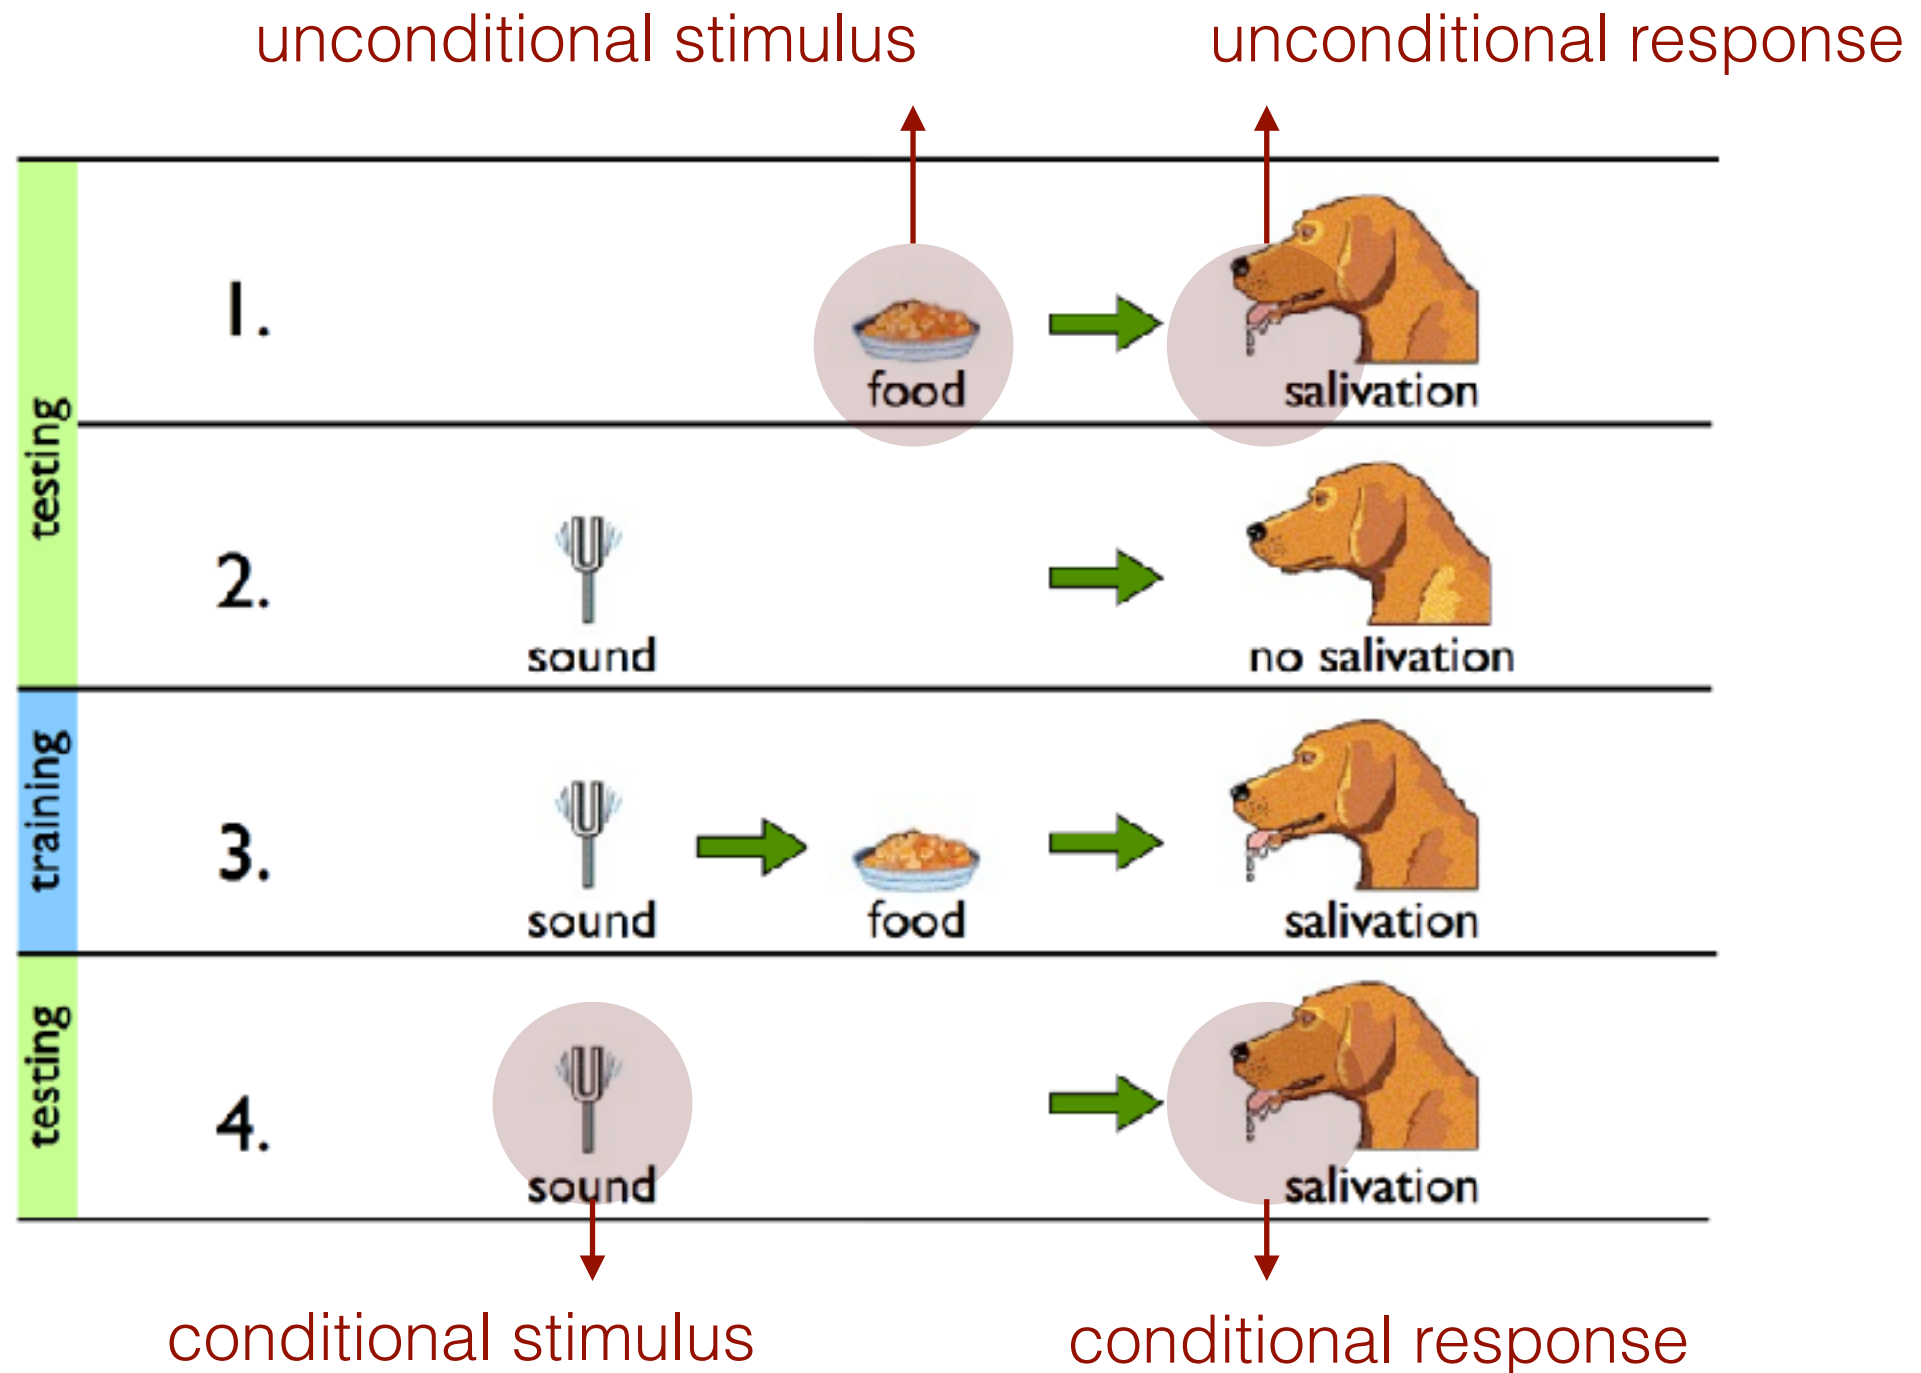 unconditional stimulus
unconditional response
testing
1.
food
salivation
2.
sound
no salivation
training
3.
sound
food
salivation
testing
4.
sound
salivation
conditional stimulus
conditional response